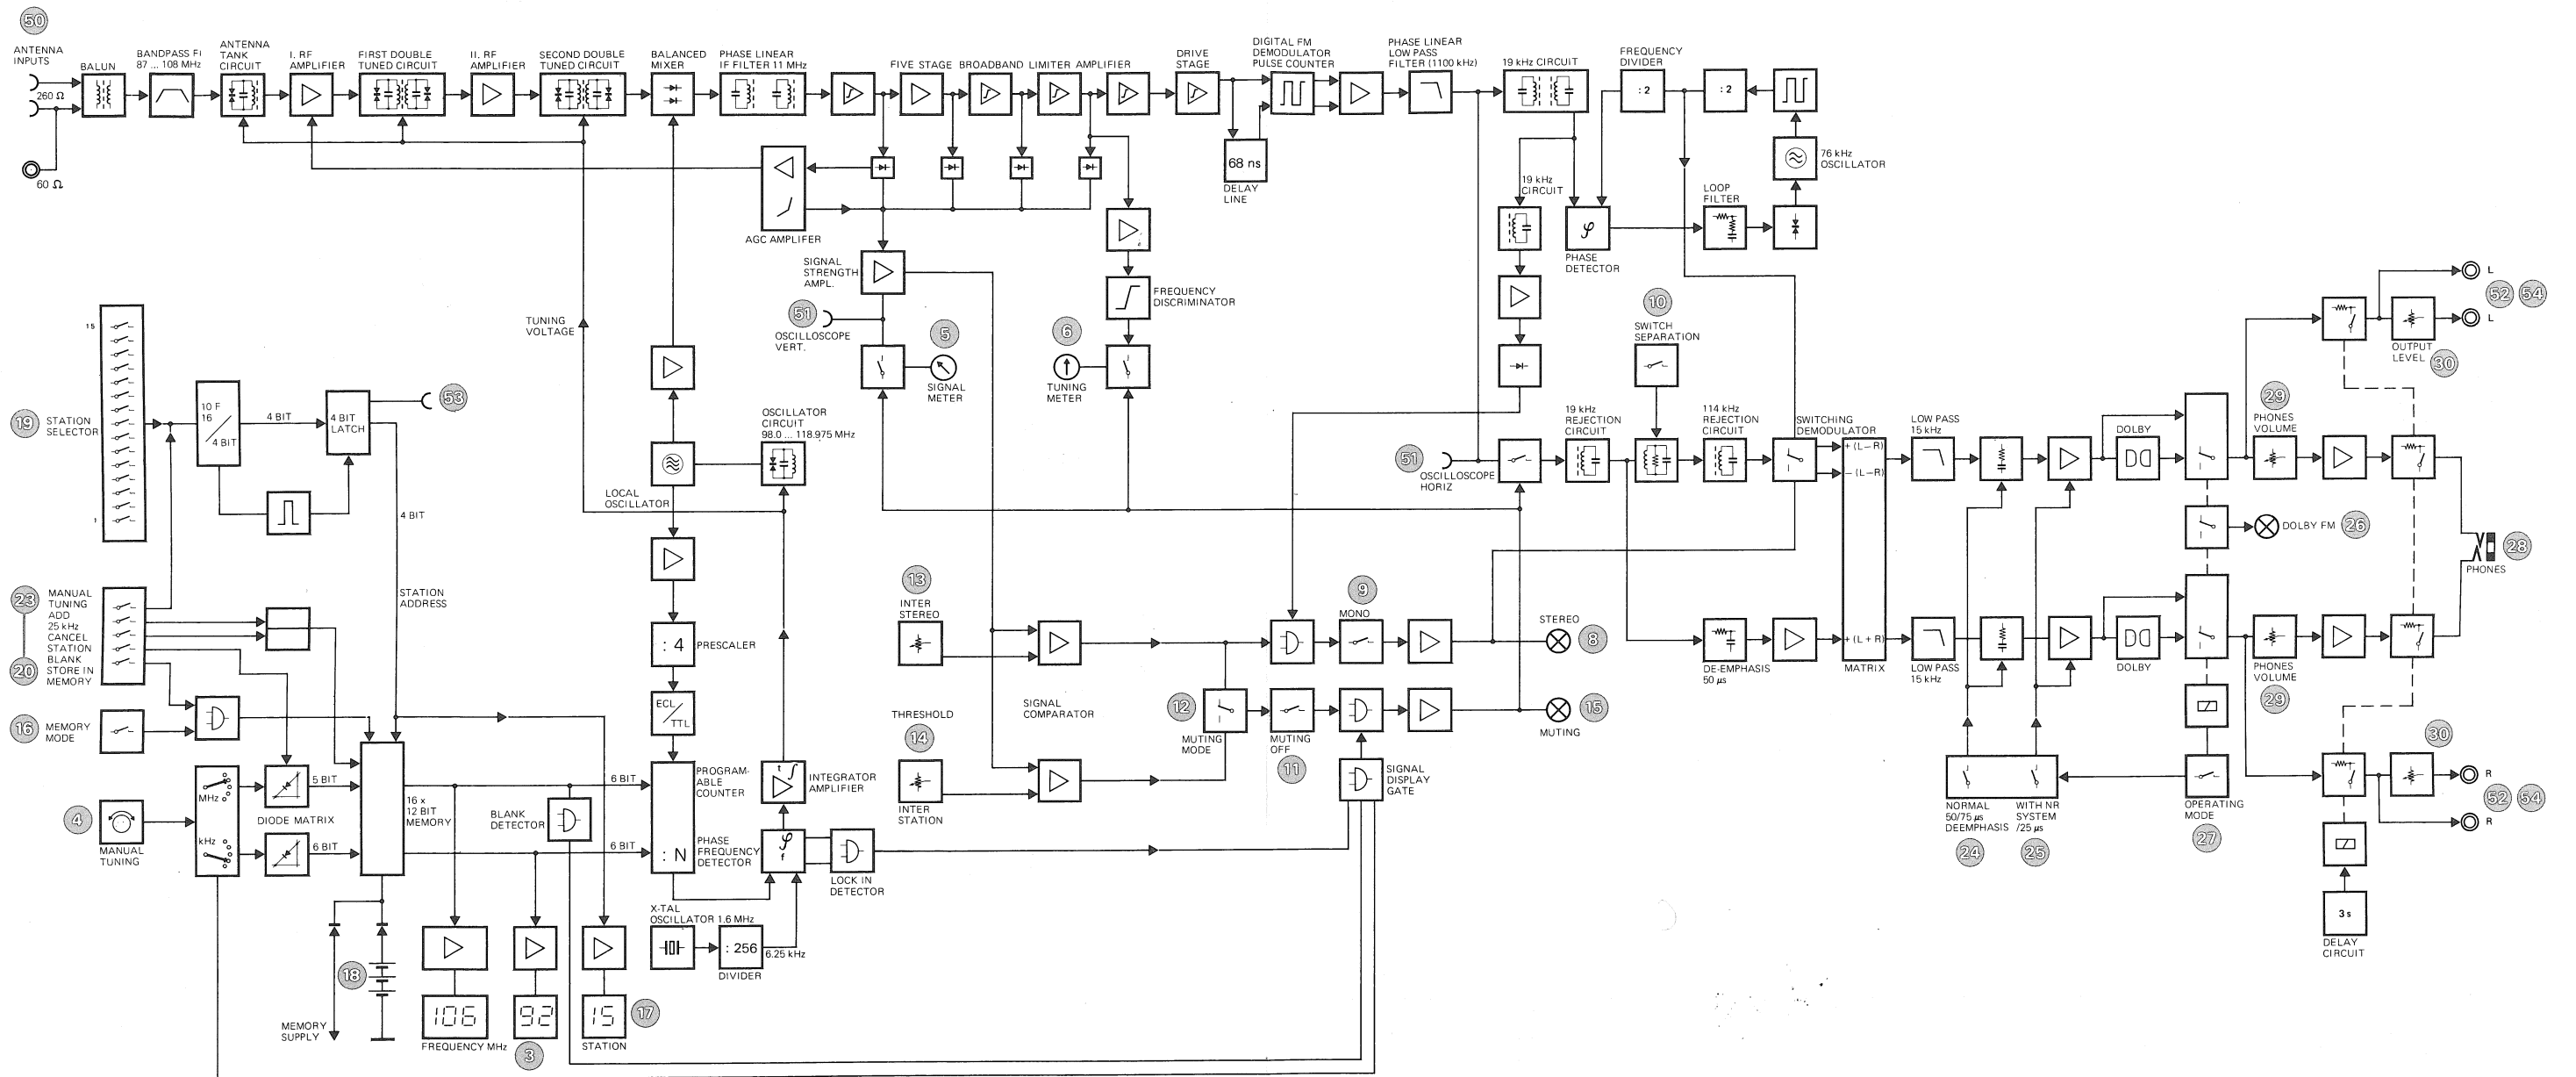 50
ANTENNA
INPUTS
260 Ω
60 Ω
BALUN
BANDPASS FI
87 ... 108 MHz
ANTENNA
TANK
CIRCUIT
I. RF
AMPLIFIER
FIRST DOUBLE
TUNED CIRCUIT
II. RF
AMPLIFIER
SECOND DOUBLE
TUNED CIRCUIT
BALANCED
MIXER
PHASE LINEAR
IF FILTER 11 MHz
FIVE STAGE BROADBAND LIMITER AMPLIFIER
DRIVE
STAGE
DIGITAL FM
DEMODULATOR
PULSE COUNTER
PHASE LINEAR
LOW PASS
FILTER (1100 kHz)
19 kHz CIRCUIT
FREQUENCY
DIVIDER
: 2
: 2
76 kHz
OSCILLATOR
68 ns
DELAY
LINE
19 kHz
CIRCUIT
LOOP
FILTER
φ
PHASE
DETECTOR
AGC AMPLIFER
SIGNAL
STRENGTH
AMPL.
51
OSCILLOSCOPE
VERT.
5
SIGNAL
METER
FREQUENCY
DISCRIMINATOR
6
TUNING
METER
10
SWITCH
SEPARATION
TUNING
VOLTAGE
15
19
STATION
SELECTOR
1
10 F
16
4 BIT
4 BIT
4 BIT
LATCH
53
4 BIT
STATION
ADDRESS
OSCILLATOR
CIRCUIT
98.0 ... 118.975 MHz
LOCAL
OSCILLATOR
51
OSCILLOSCOPE
HORIZ
19 kHz
REJECTION
CIRCUIT
114 kHz
REJECTION
CIRCUIT
SWITCHING
DEMODULATOR
+ (L–R)
– (L–R)
+ (L + R)
MATRIX
LOW PASS
15 kHz
DOLBY
29
PHONES
VOLUME
L
52 54
L
OUTPUT
LEVEL
30
DOLBY FM
26
28
PHONES
23
20
MANUAL
TUNING
ADD
25 kHz
CANCEL
STATION
BLANK
STORE IN
MEMORY
16
MEMORY
MODE
4
MANUAL
TUNING
MHz
kHz
5 BIT
DIODE MATRIX
6 BIT
16 x
12 BIT
MEMORY
BLANK
DETECTOR
6 BIT
6 BIT
: 4
PRESCALER
ECL
TTL
PROGRAM-
ABLE
COUNTER
: N
PHASE
FREQUENCY
DETECTOR
t ∫
INTEGRATOR
AMPLIFIER
φ
f
LOCK IN
DETECTOR
X-TAL
OSCILLATOR 1.6 MHz
: 256
6.25 kHz
DIVIDER
13
INTER
STEREO
THRESHOLD
14
INTER
STATION
SIGNAL
COMPARATOR
12
MUTING
MODE
MUTING
OFF
11
9
MONO
STEREO
8
MUTING
15
SIGNAL
DISPLAY
GATE
DE-EMPHASIS
50 µs
LOW PASS
15 kHz
DOLBY
PHONES
VOLUME
29
30
R
52 54
R
NORMAL
50/75 µs
DEEMPHASIS
24
WITH NR
SYSTEM
/25 µs
25
OPERATING
MODE
27
3 s
DELAY
CIRCUIT
18
MEMORY
SUPPLY
106
FREQUENCY MHz
92
3
15
STATION
17